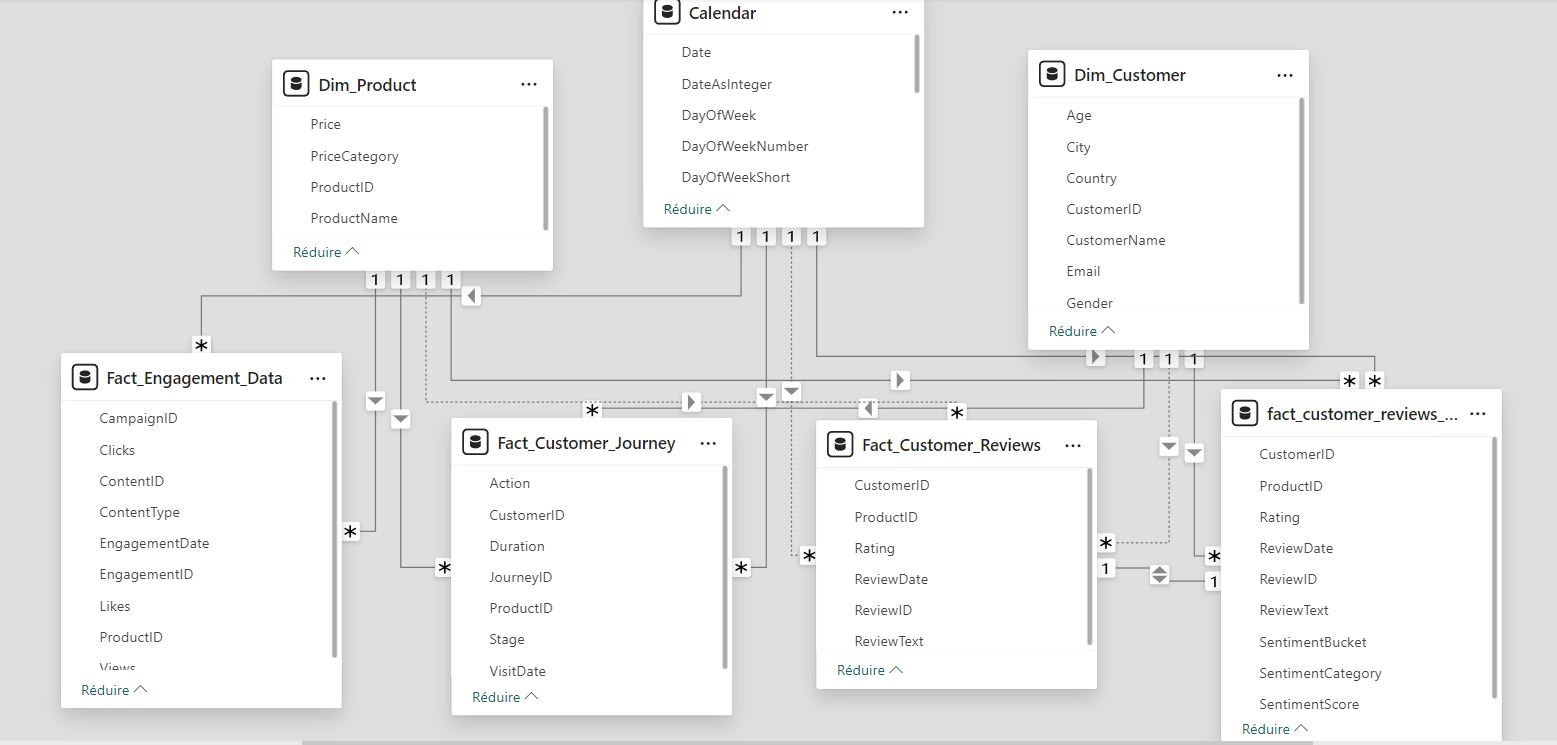 Calendar
Date
DateAsInteger
DayOfWeek
DayOfWeekNumber
DayOfWeekShort
Réduire
Dim_Product
Price
PriceCategory
ProductID
ProductName
Réduire
Dim_Customer
Age
City
Country
CustomerID
CustomerName
Email
Gender
Réduire
1 1 1 1
1 1 1 1
1 1 1
*
* *
* *
Fact_Engagement_Data
CampaignID
Clicks
ContentID
ContentType
EngagementDate
EngagementID
Likes
ProductID
Views
Réduire
*
*
Fact_Customer_Journey
Action
CustomerID
Duration
JourneyID
ProductID
Stage
VisitDate
Réduire
*
*
Fact_Customer_Reviews
CustomerID
ProductID
Rating
ReviewDate
ReviewID
ReviewText
Réduire
*
1
*
1
fact_customer_reviews_...
CustomerID
ProductID
Rating
ReviewDate
ReviewID
ReviewText
SentimentBucket
SentimentCategory
SentimentScore
Réduire